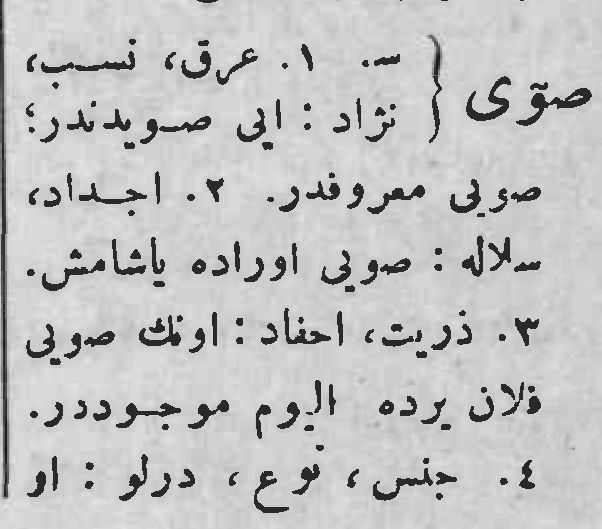 صوٓی { س. ١. عرق، نسب،
نژاد : ایی صویدندر؛
صویی معروفدر. ٢. اجداد،
سلاله : صویی اوراده یاشامش.
٣. ذریت، احفاد : اونك صویی
فلان یرده الیوم موجوددر.
٤. جنس، نوع، درلو : او